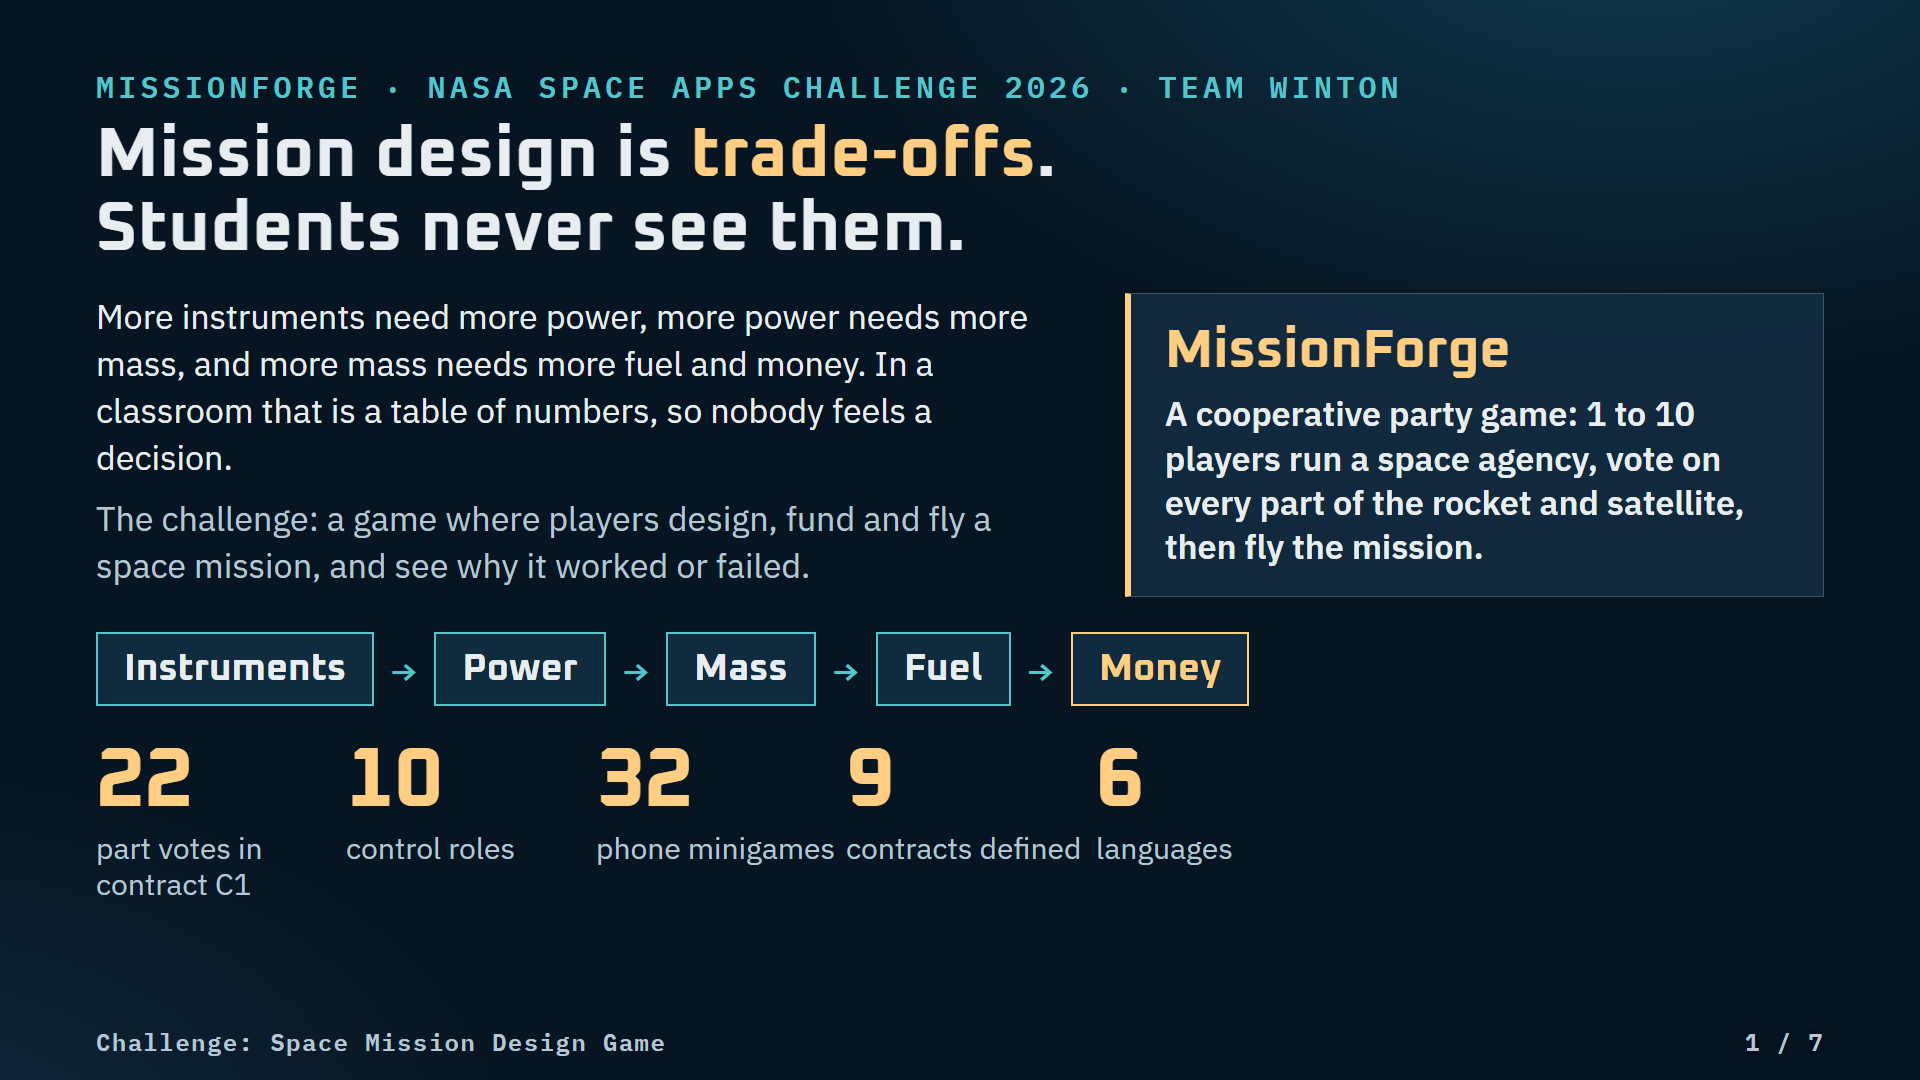 MISSIONFORGE · NASA SPACE APPS CHALLENGE 2026 · TEAM WINTON
Mission design is trade-offs.
Students never see them.
More instruments need more power, more power needs more
mass, and more mass needs more fuel and money. In a
classroom that is a table of numbers, so nobody feels a
decision.
The challenge: a game where players design, fund and fly a
space mission, and see why it worked or failed.
MissionForge
A cooperative party game: 1 to 10
players run a space agency, vote on
every part of the rocket and satellite,
then fly the mission.
Instruments → Power → Mass → Fuel → Money
22 10 32 9 6
part votes in control roles phone minigames contracts defined languages
contract C1
Challenge: Space Mission Design Game 1 / 7